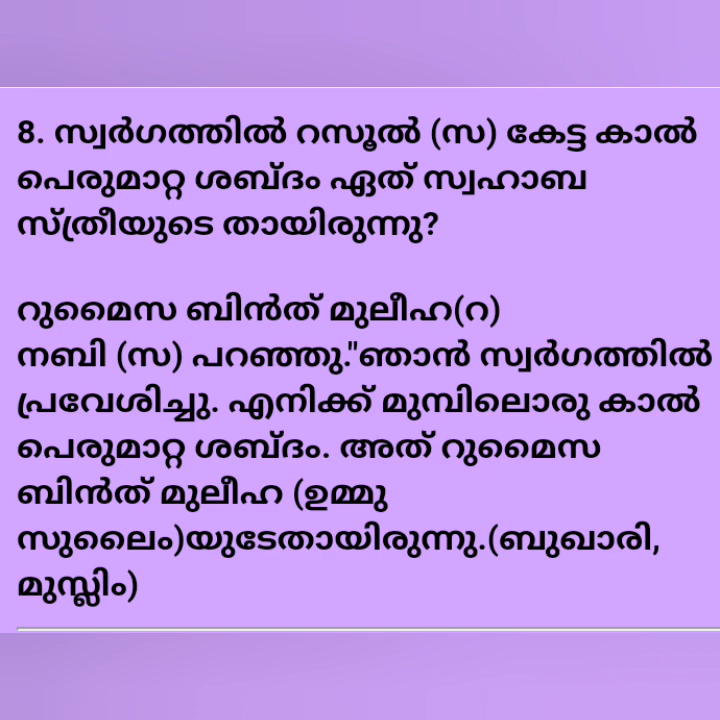 8. സ്വർഗത്തിൽ റസൂൽ (സ) കേട്ട കാൽ
പെരുമാറ്റ ശബ്ദം ഏത് സ്വഹാബ
സ്ത്രീയുടെ തായിരുന്നു?
റുമൈസ ബിൻത് മുലീഹ(റ)
നബി (സ) പറഞ്ഞു."ഞാൻ സ്വർഗത്തിൽ
പ്രവേശിച്ചു. എനിക്ക് മുമ്പിലൊരു കാൽ
പെരുമാറ്റ ശബ്ദം. അത് റുമൈസ
ബിൻത് മുലീഹ (ഉമ്മു
സുലൈം)യുടേതായിരുന്നു.(ബുഖാരി,
മുസ്ലിം)